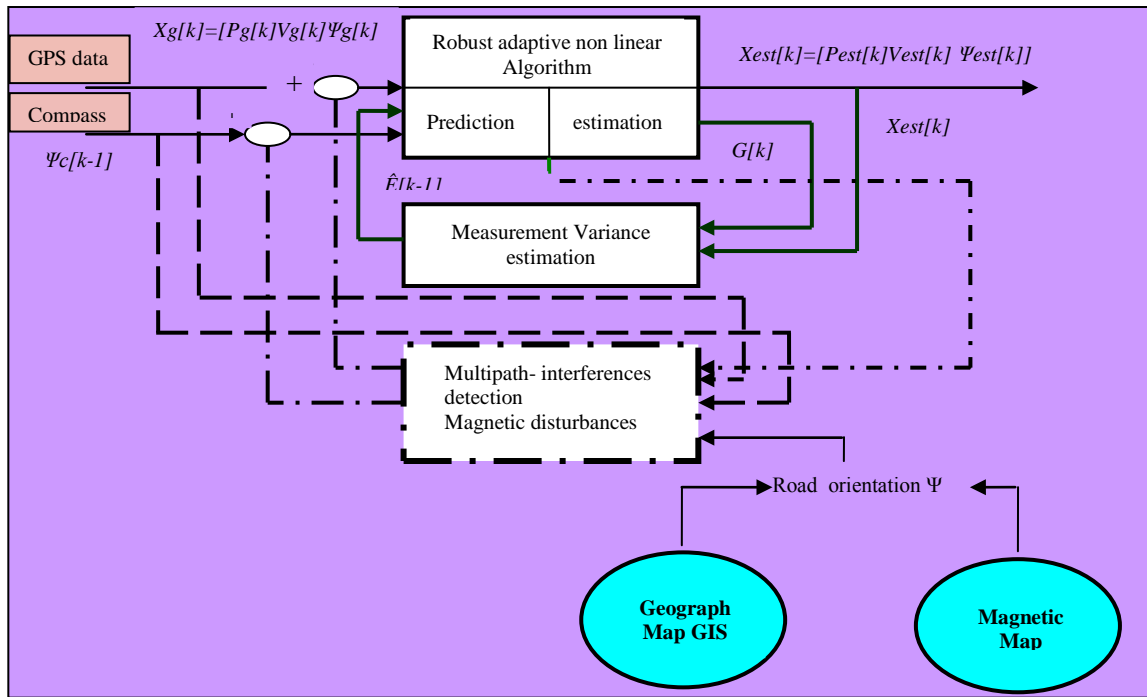 Xg[k]=[Pg[k]Vg[k]Ψg[k]
GPS data
Compass
Ψc[k-1]
+
Robust adaptive non linear
Algorithm
Prediction
estimation
Xest[k]=[Pest[k]Vest[k] Ψest[k]]
Xest[k]
G[k]
Ê[k-1]
Measurement Variance
estimation
Multipath- interferences
detection
Magnetic disturbances
Road orientation Ψ
Geograph
Map GIS
Magnetic
Map